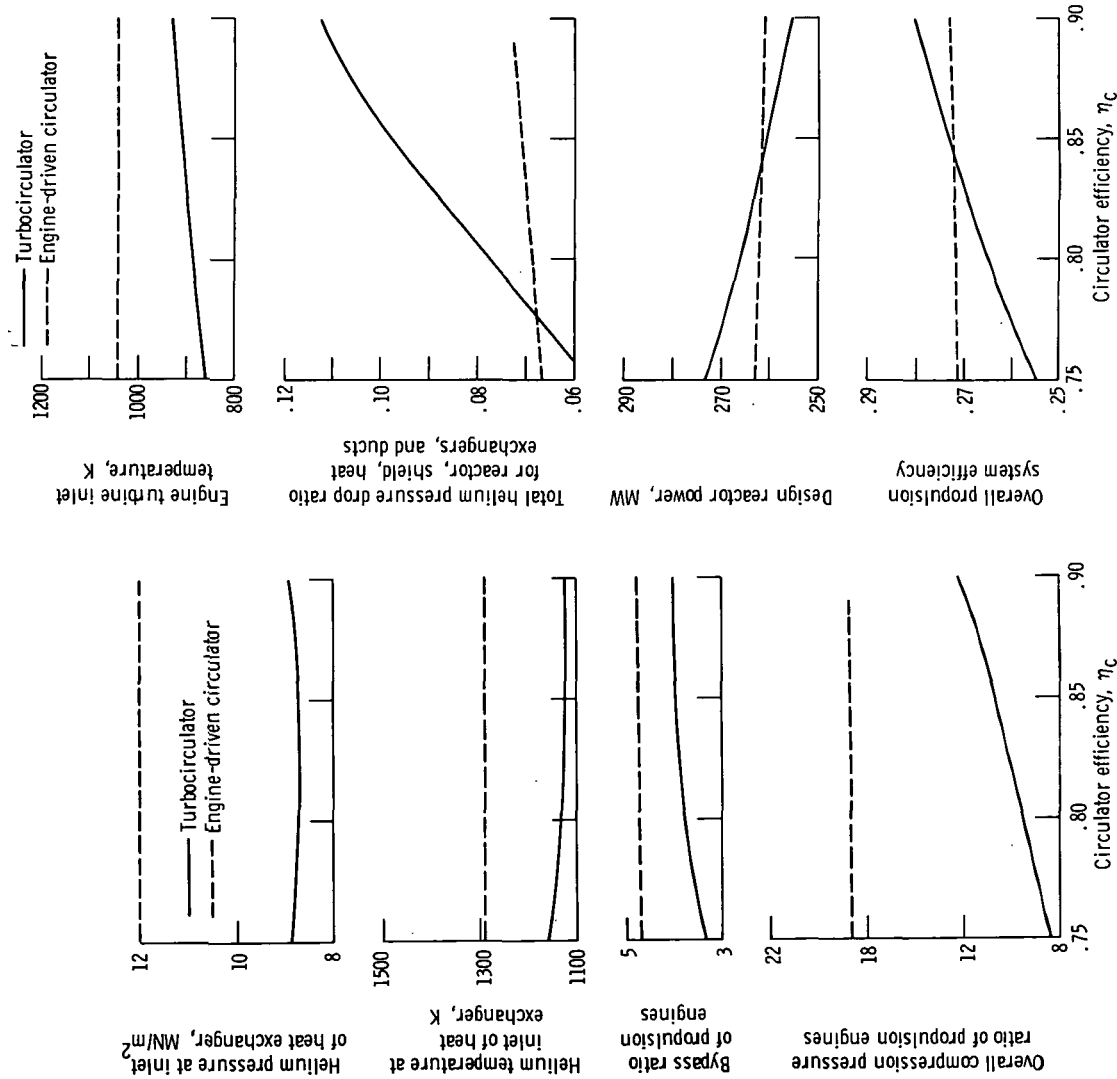 Turbocirculator
Engine-driven circulator
Helium pressure at inlet
of heat exchanger, MN/m2
12
10
8
Helium temperature at
inlet of heat
exchanger, K
1500
1300
1100
Bypass ratio
of propulsion
engines
5
3
Overall compression pressure
ratio of propulsion engines
22
18
12
8
.75
.80
.85
.90
Circulator efficiency, ηc
Turbocirculator
Engine-driven circulator
Engine turbine inlet
temperature, K
1200
1000
800
Total helium pressure drop ratio
for reactor, shield, heat
exchangers, and ducts
.12
.10
.08
.06
Design reactor power, MW
290
270
250
Overall propulsion
system efficiency
.29
.27
.25
.75
.80
.85
.90
Circulator efficiency, ηc